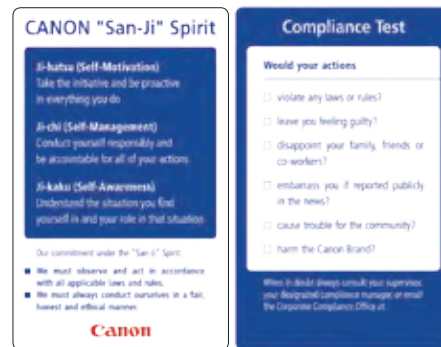 CANON "San-Ji" Spirit
Ji-hatsu (Self-Motivation)
Take the initiative and be proactive
in everything you do
Ji-chi (Self-Management)
Conduct yourself responsibly and
be accountable for all of your actions
Ji-kaku (Self-Awareness)
Understand the situation you find
yourself in and your role in that situation
Our commitment under the "San-Ji" Spirit
We must observe and act in accordance
with all applicable laws and rules.
We must always conduct ourselves in a fair,
honest and ethical manner.
Canon
Compliance Test
Would your actions
violate any laws or rules?
leave you feeling guilty?
disappoint your family, friends or
co-workers?
embarrass you if reported publicly
in the news?
cause trouble for the community?
harm the Canon Brand?
When in doubt always consult your supervisor,
your designated compliance manager, or email
the Corporate Compliance Office at